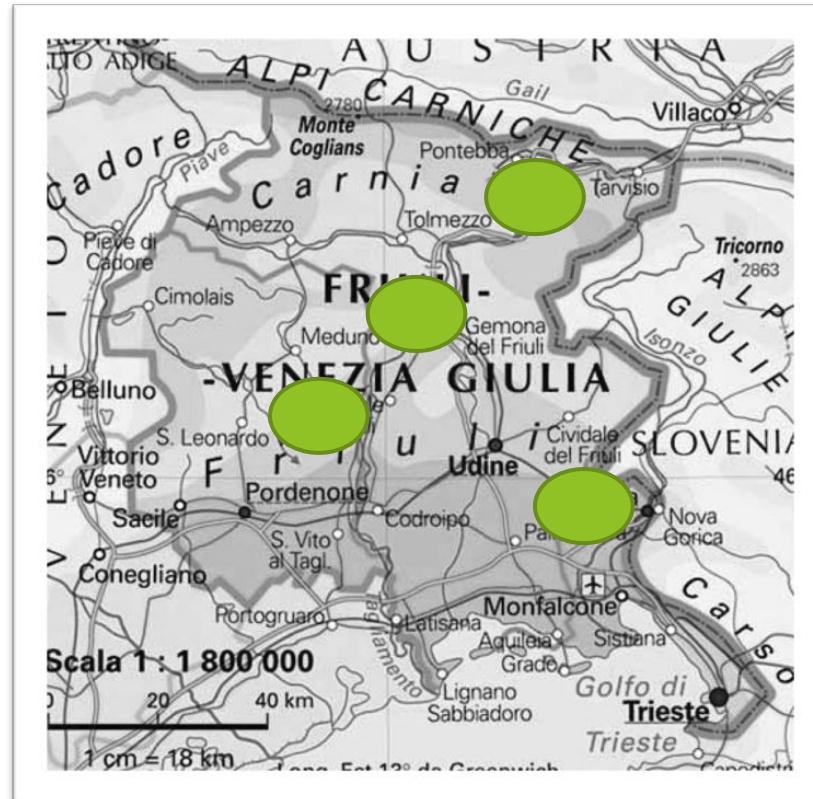 AUSTRIA
ALTO ADIGE
ALPI CARNICHE
Gail
Villaco
2780
Monte
Coglians
Pontebba
Cadore
Piave
Carnia
Tarvisio
Ampezzo
Tolmezzo
Pieve di
Cadore
Tricorno
2863
ALPI
GIULIE
Cimolais
FRIULI-
Meduno
Gemona
del Friuli
Isonzo
-VENEZIA GIULIA
Belluno
VENETO
S. Leonardo
Friuli
Cividale
del Friuli
SLOVENIA
Vittorio
Veneto
Udine
46
Pordenone
Sacile
Codroipo
Nova
Gorica
S. Vito
al Tagl.
Conegliano
Monfalcone
Carso
Portogruaro
Latisana
Tagliamento
Aquileia
Sistiana
Grado
Scala 1 : 1 800 000
0 20 40 km
Lignano
Sabbiadoro
Golfo di
Trieste
Trieste
1 cm = 18 km